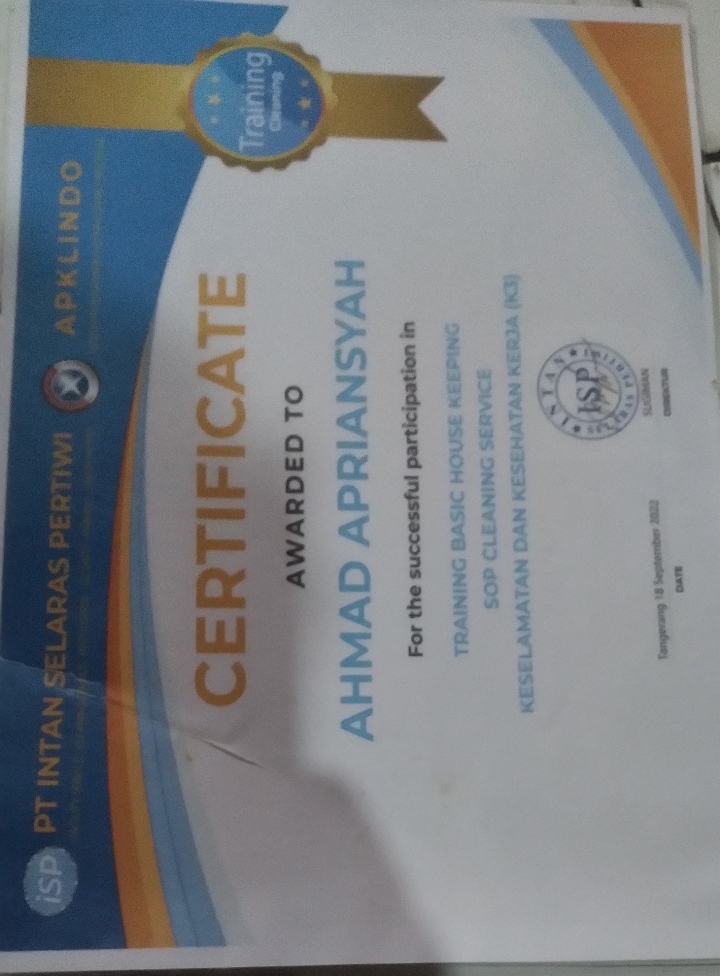 iSP PT INTAN SELARAS PERTIWI APKLINDO
Training
Cleaning
CERTIFICATE
AWARDED TO
AHMAD APRIANSYAH
For the successful participation in
TRAINING BASIC HOUSE KEEPING
SOP CLEANING SERVICE
KESELAMATAN DAN KESEHATAN KERJA (K3)
INTAN
ISP
Tangerang 18 September 2022
DATE
SUGIMAN
DIREKTUR